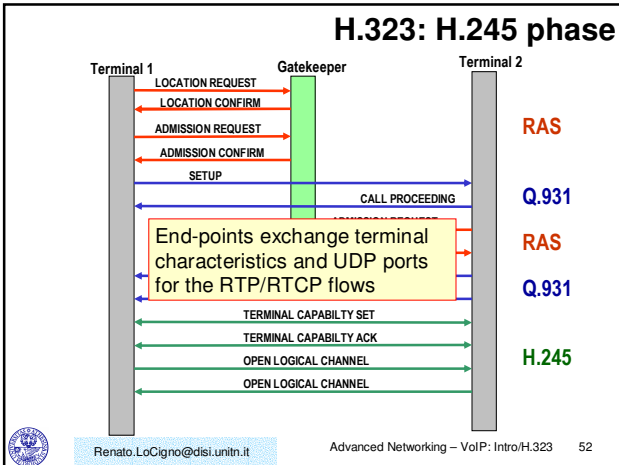 H.323: H.245 phase
Terminal 1
Gatekeeper
Terminal 2
LOCATION REQUEST
LOCATION CONFIRM
ADMISSION REQUEST
ADMISSION CONFIRM
RAS
SETUP
CALL PROCEEDING
Q.931
ADMISSION REQUEST
RAS
End-points exchange terminal
characteristics and UDP ports
for the RTP/RTCP flows
Q.931
TERMINAL CAPABILTY SET
TERMINAL CAPABILTY ACK
OPEN LOGICAL CHANNEL
OPEN LOGICAL CHANNEL
H.245
Renato.LoCigno@disi.unitn.it
Advanced Networking – VoIP: Intro/H.323 52